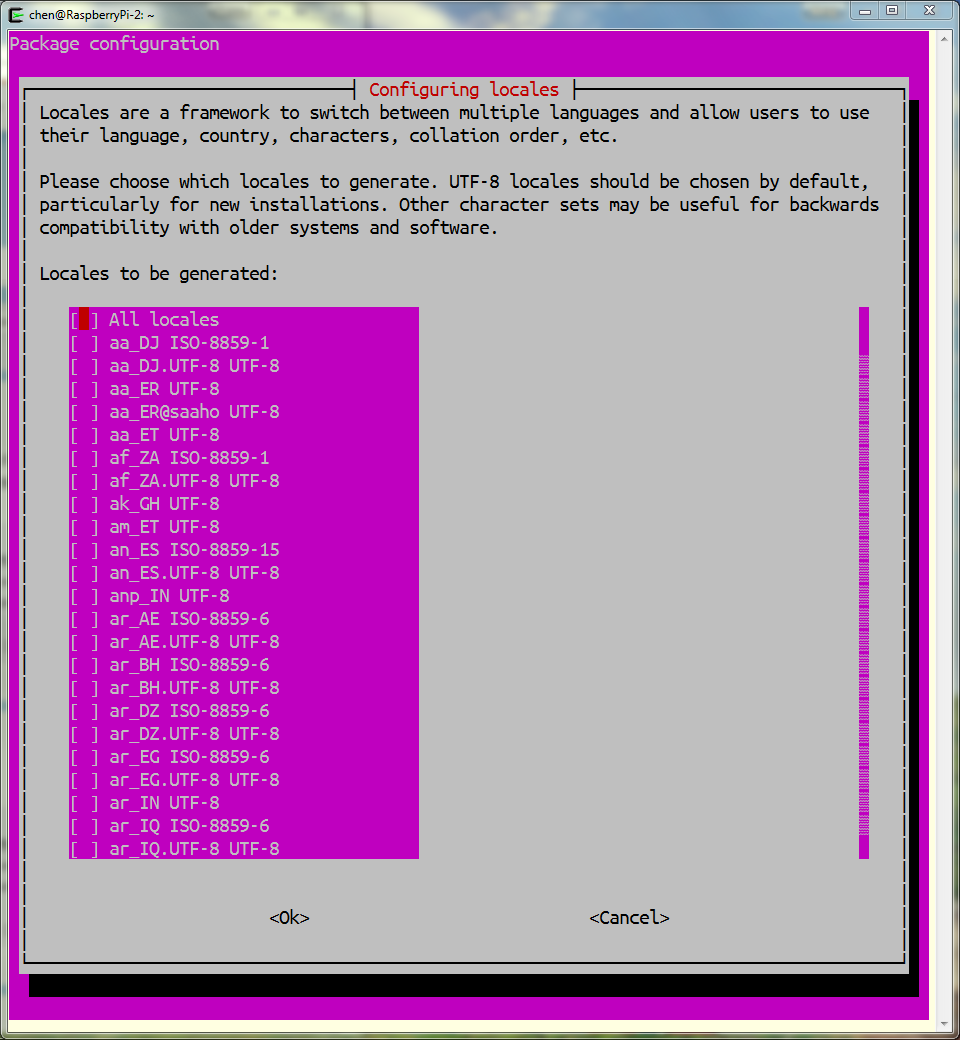 chen@RaspberryPi-2: ~
Package configuration
Configuring locales
Locales are a framework to switch between multiple languages and allow users to use
their language, country, characters, collation order, etc.
Please choose which locales to generate. UTF-8 locales should be chosen by default,
particularly for new installations. Other character sets may be useful for backwards
compatibility with older systems and software.
Locales to be generated:
[ ] All locales
[ ] aa_DJ ISO-8859-1
[ ] aa_DJ.UTF-8 UTF-8
[ ] aa_ER UTF-8
[ ] aa_ER@saaho UTF-8
[ ] aa_ET UTF-8
[ ] af_ZA ISO-8859-1
[ ] af_ZA.UTF-8 UTF-8
[ ] ak_GH UTF-8
[ ] am_ET UTF-8
[ ] an_ES ISO-8859-15
[ ] an_ES.UTF-8 UTF-8
[ ] anp_IN UTF-8
[ ] ar_AE ISO-8859-6
[ ] ar_AE.UTF-8 UTF-8
[ ] ar_BH ISO-8859-6
[ ] ar_BH.UTF-8 UTF-8
[ ] ar_DZ ISO-8859-6
[ ] ar_DZ.UTF-8 UTF-8
[ ] ar_EG ISO-8859-6
[ ] ar_EG.UTF-8 UTF-8
[ ] ar_IN UTF-8
[ ] ar_IQ ISO-8859-6
[ ] ar_IQ.UTF-8 UTF-8
<Ok> <Cancel>